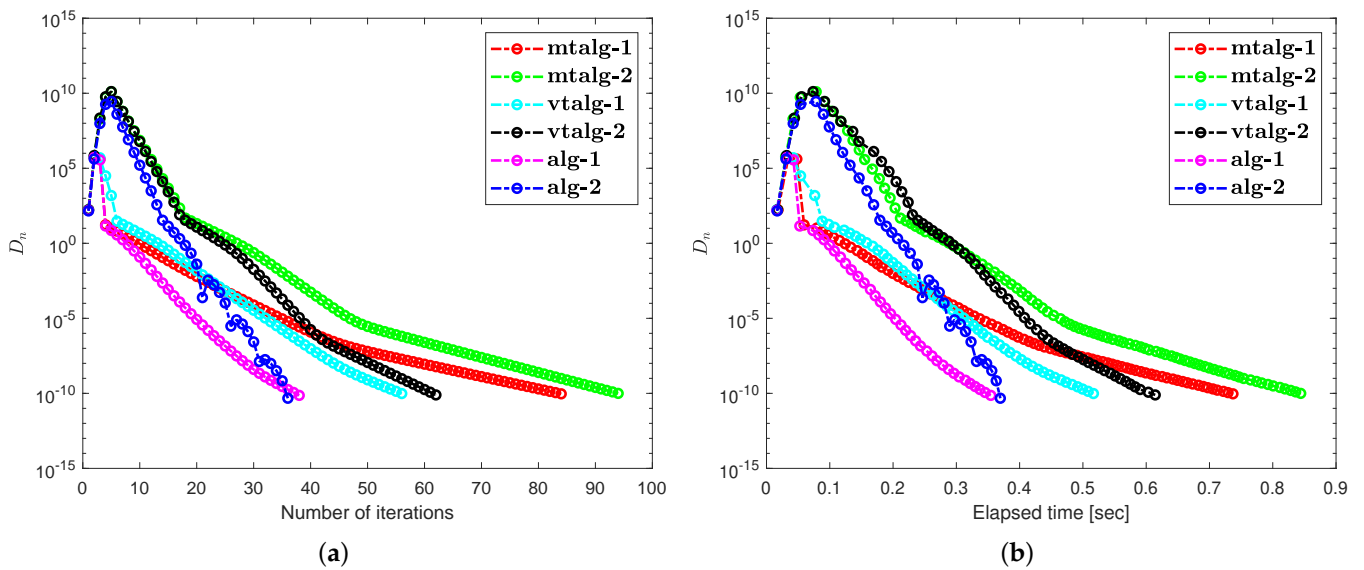 10^15
10^10
10^5
10^0
10^-5
10^-10
10^-15
D_n
0 10 20 30 40 50 60 70 80 90 100
Number of iterations
mtalg-1
mtalg-2
vtalg-1
vtalg-2
alg-1
alg-2
(a)
10^15
10^10
10^5
10^0
10^-5
10^-10
10^-15
D_n
0 0.1 0.2 0.3 0.4 0.5 0.6 0.7 0.8 0.9
Elapsed time [sec]
mtalg-1
mtalg-2
vtalg-1
vtalg-2
alg-1
alg-2
(b)